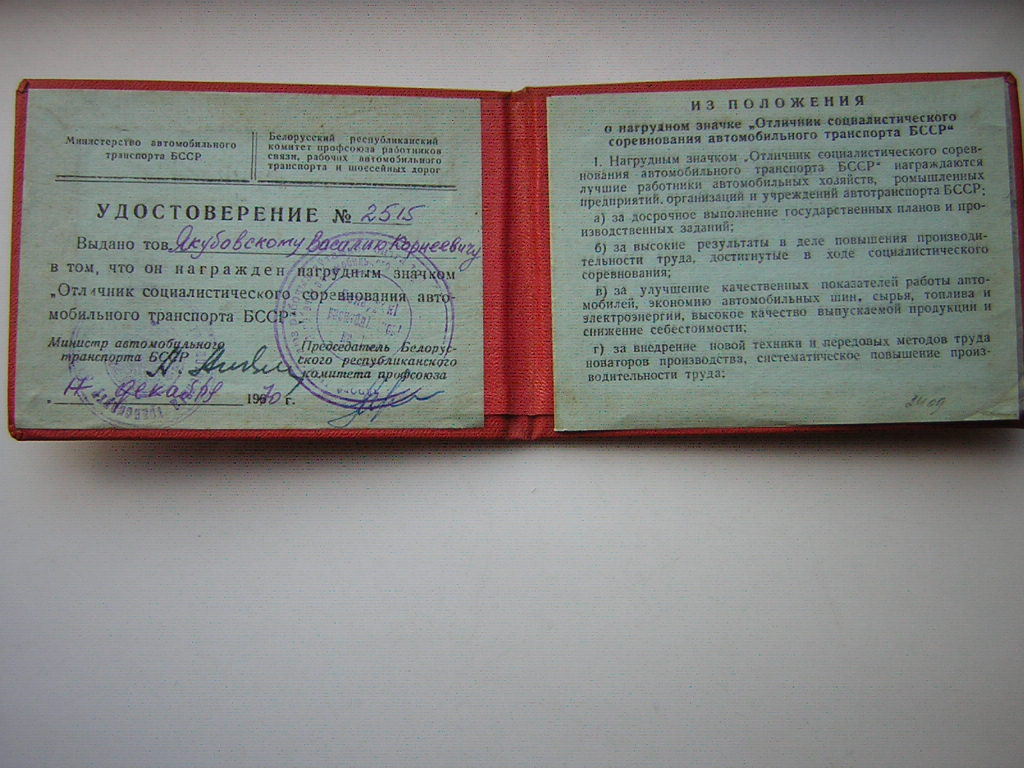 Министерство автомобильного
транспорта БССР
Белорусский республиканский
комитет профсоюза работников
связи, рабочих автомобильного
транспорта и шоссейных дорог
УДОСТОВЕРЕНИЕ № 2515
Выдано тов. Якубовскому Василию Корнеевичу
в том, что он награжден нагрудным значком
„Отличник социалистического соревнования авто-
мобильного транспорта БССР“
Министр автомобильного
транспорта БССР
Председатель Белорус-
ского республиканского
комитета профсоюза
17 декабря 1970 г.
ИЗ ПОЛОЖЕНИЯ
о нагрудном значке „Отличник социалистического
соревнования автомобильного транспорта БССР“
1. Нагрудным значком „Отличник социалистического сорев-
нования автомобильного транспорта БССР“ награждаются
лучшие работники автомобильных хозяйств, ромышленных
предприятий, организаций и учреждений автотранспорта БССР;
а) за досрочное выполнение государственных планов и про-
изводственных заданий;
б) за высокие результаты в деле повышения производи-
тельности труда, достигнутые в ходе социалистического
соревнования;
в) за улучшение качественных показателей работы авто-
мобилей, экономию автомобильных шин, сырья, топлива и
электроэнергии, высокое качество выпускаемой продукции и
снижение себестоимости;
г) за внедрение новой техники и передовых методов труда
новаторов производства, систематическое повышение произ-
водительности труда;